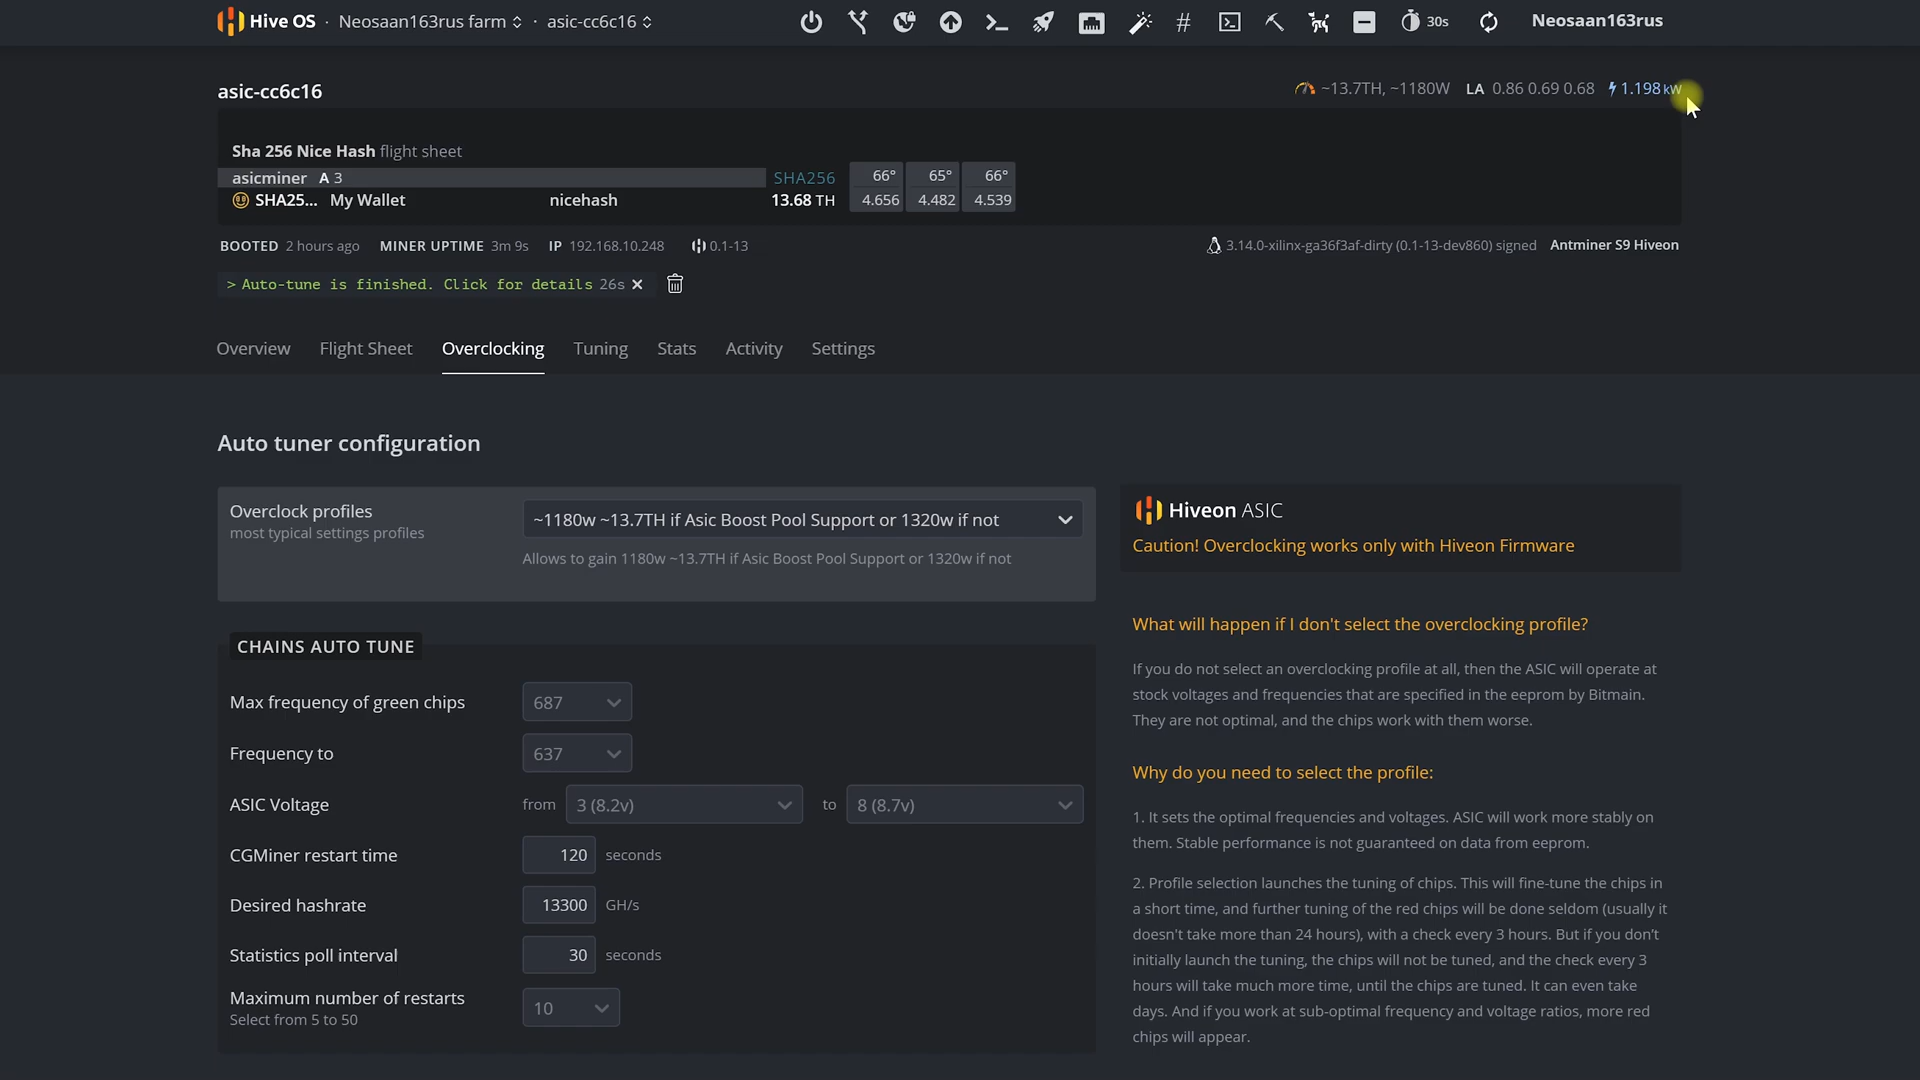 Hive OS · Neosaan163rus farm · asic-cc6c16 30s Neosaan163rus
asic-cc6c16 ~13.7TH, ~1180W LA 0.86 0.69 0.68 1.198 kW
Sha 256 Nice Hash flight sheet
asicminer A 3 SHA256 66° 65° 66°
SHA25... My Wallet nicehash 13.68 TH 4.656 4.482 4.539
BOOTED 2 hours ago MINER UPTIME 3m 9s IP 192.168.10.248 0.1-13 3.14.0-xilinx-ga36f3af-dirty (0.1-13-dev860) signed Antminer S9 Hiveon
> Auto-tune is finished. Click for details 26s
Overview Flight Sheet Overclocking Tuning Stats Activity Settings
Auto tuner configuration
Overclock profiles
most typical settings profiles
~1180w ~13.7TH if Asic Boost Pool Support or 1320w if not
Allows to gain 1180w ~13.7TH if Asic Boost Pool Support or 1320w if not
CHAINS AUTO TUNE
Max frequency of green chips 687
Frequency to 637
ASIC Voltage from 3 (8.2v) to 8 (8.7v)
CGMiner restart time 120 seconds
Desired hashrate 13300 GH/s
Statistics poll interval 30 seconds
Maximum number of restarts 10
Select from 5 to 50
Hiveon ASIC
Caution! Overclocking works only with Hiveon Firmware
What will happen if I don't select the overclocking profile?
If you do not select an overclocking profile at all, then the ASIC will operate at
stock voltages and frequencies that are specified in the eeprom by Bitmain.
They are not optimal, and the chips work with them worse.
Why do you need to select the profile:
1. It sets the optimal frequencies and voltages. ASIC will work more stably on
them. Stable performance is not guaranteed on data from eeprom.
2. Profile selection launches the tuning of chips. This will fine-tune the chips in
a short time, and further tuning of the red chips will be done seldom (usually it
doesn't take more than 24 hours), with a check every 3 hours. But if you don't
initially launch the tuning, the chips will not be tuned, and the check every 3
hours will take much more time, until the chips are tuned. It can even take
days. And if you work at sub-optimal frequency and voltage ratios, more red
chips will appear.